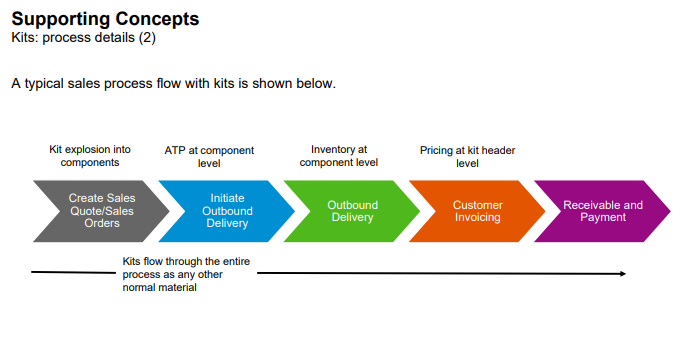 Supporting Concepts
Kits: process details (2)
A typical sales process flow with kits is shown below.
Kit explosion into
components
ATP at component
level
Inventory at
component level
Pricing at kit header
level
Create Sales
Quote/Sales
Orders
Initiate
Outbound
Delivery
Outbound
Delivery
Customer
Invoicing
Receivable and
Payment
Kits flow through the entire
process as any other
normal material